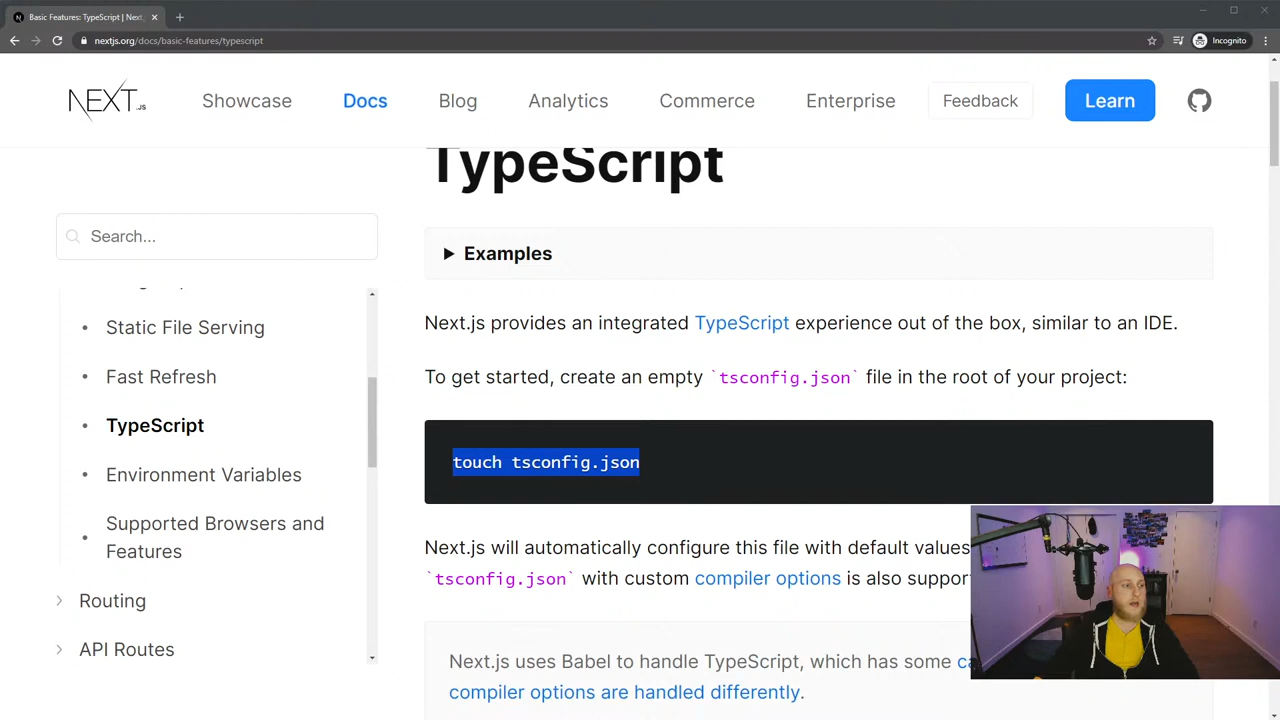 Basic Features: TypeScript | Next.
nextjs.org/docs/basic-features/typescript
Incognito
NEXT.JS
Showcase
Docs
Blog
Analytics
Commerce
Enterprise
Feedback
Learn
TypeScript
Search...
Static File Serving
Fast Refresh
TypeScript
Environment Variables
Supported Browsers and
Features
Routing
API Routes
Examples
Next.js provides an integrated TypeScript experience out of the box, similar to an IDE.
To get started, create an empty `tsconfig.json` file in the root of your project:
touch tsconfig.json
Next.js will automatically configure this file with default values
`tsconfig.json` with custom compiler options is also
Next.js uses Babel to handle TypeScript, which has some
compiler options are handled differently.